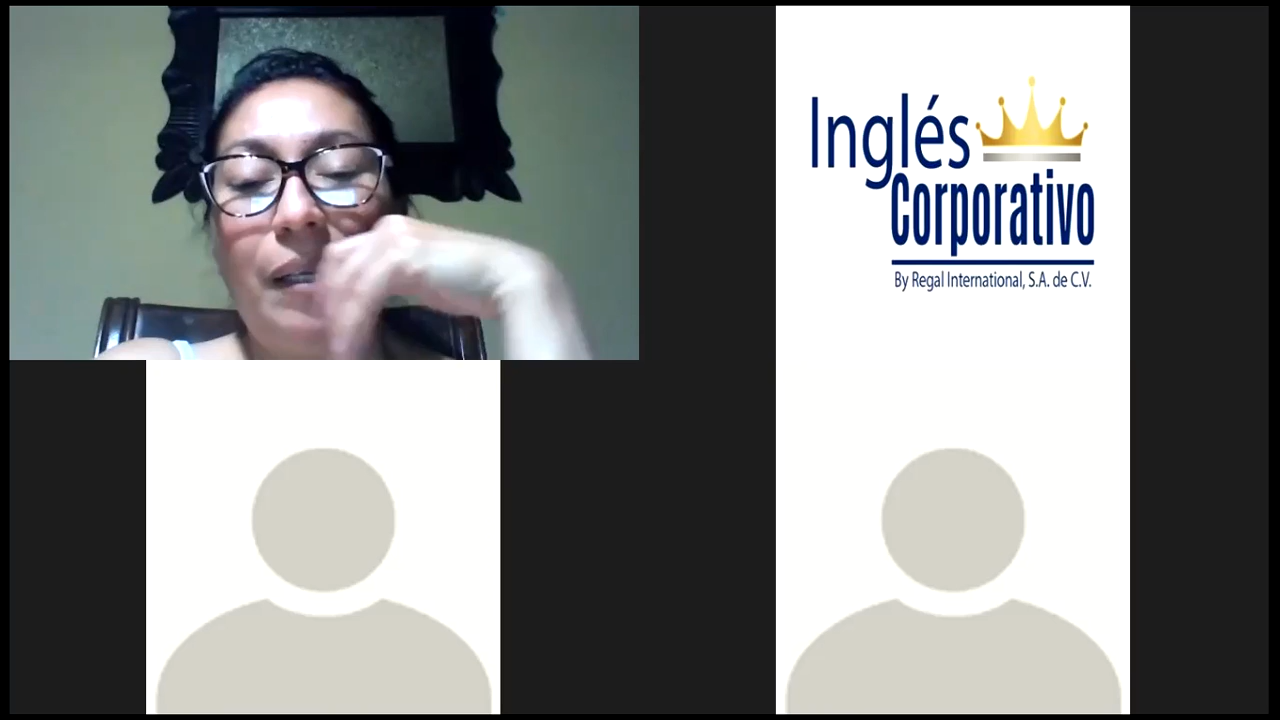 Inglés
Corporativo
By Regal International, S.A. de C.V.